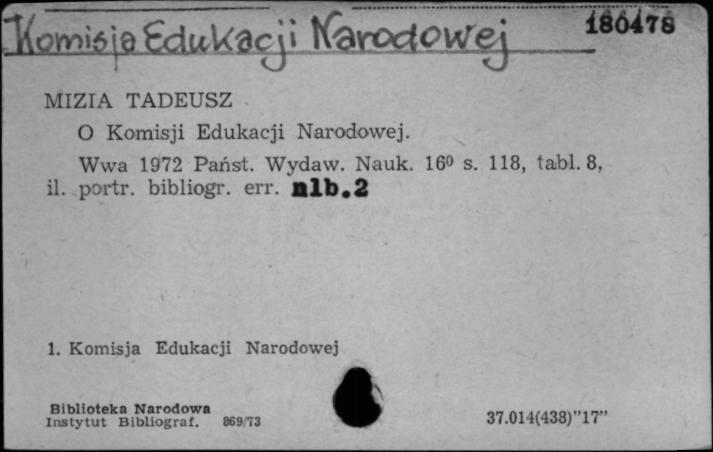 Komisja Edukacji Narodowej
180478
MIZIA TADEUSZ
O Komisji Edukacji Narodowej.
Wwa 1972 Państ. Wydaw. Nauk. 16⁰ s. 118, tabl. 8,
il. portr. bibliogr. err. nlb.2
1. Komisja Edukacji Narodowej
Biblioteka Narodowa
Instytut Bibliograf. 869/73
37.014(438)"17"